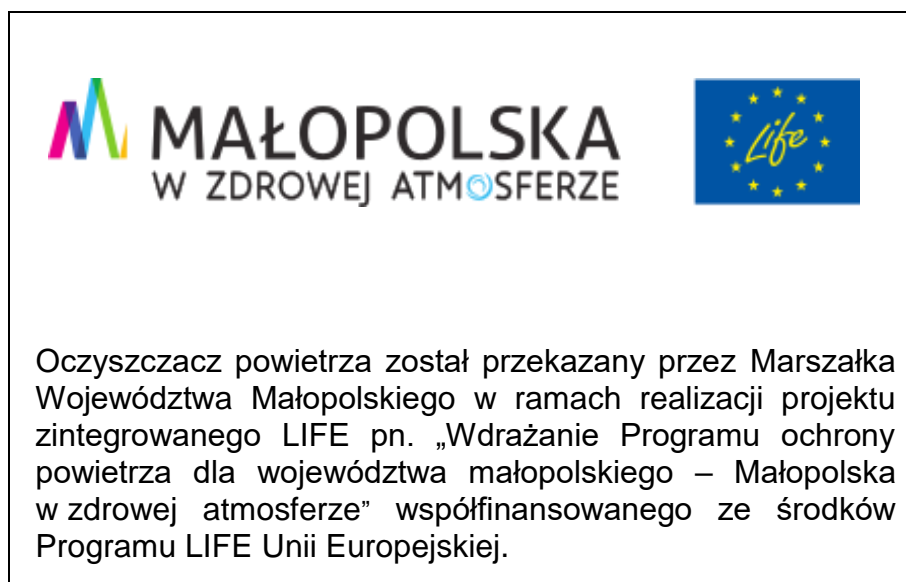 MAŁOPOLSKA
W ZDROWEJ ATMOSFERZE
Life
Oczyszczacz powietrza został przekazany przez Marszałka
Województwa Małopolskiego w ramach realizacji projektu
zintegrowanego LIFE pn. „Wdrażanie Programu ochrony
powietrza dla województwa małopolskiego – Małopolska
w zdrowej atmosferze” współfinansowanego ze środków
Programu LIFE Unii Europejskiej.